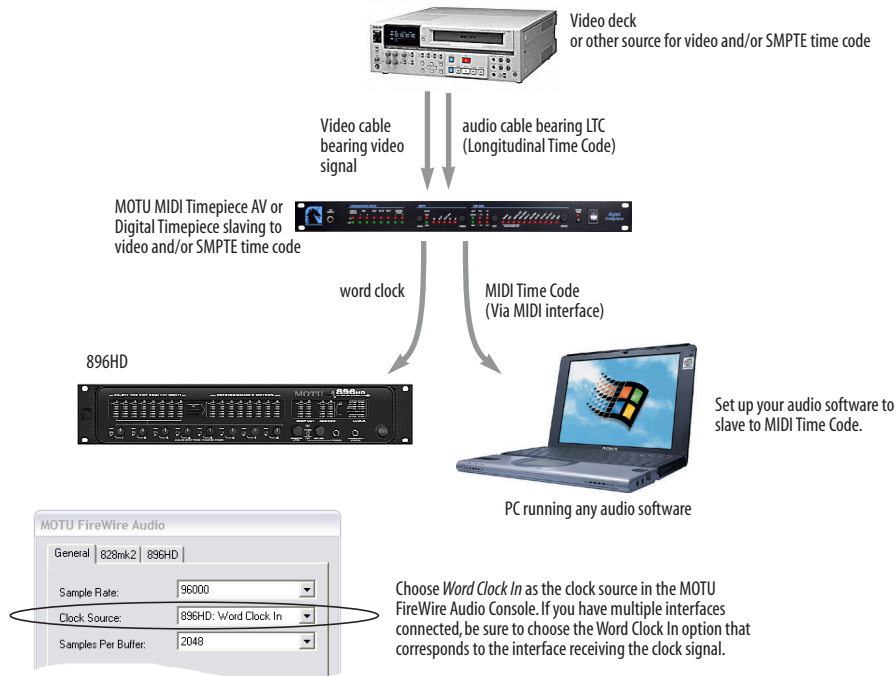 Video deck
or other source for video and/or SMPTE time code
Video cable
bearing video
signal
audio cable bearing LTC
(Longitudinal Time Code)
MOTU MIDI Timepiece AV or
Digital Timepiece slaving to
video and/or SMPTE time code
digital
timepiece
word clock
MIDI Time Code
(Via MIDI interface)
896HD
MOTU
896HD
SONY
Set up your audio software to
slave to MIDI Time Code.
PC running any audio software
MOTU FireWire Audio
General
828mk2
896HD
Sample Rate:
96000
Clock Source:
896HD: Word Clock In
Samples Per Buffer:
2048
Choose Word Clock In as the clock source in the MOTU
FireWire Audio Console. If you have multiple interfaces
connected, be sure to choose the Word Clock In option that
corresponds to the interface receiving the clock signal.